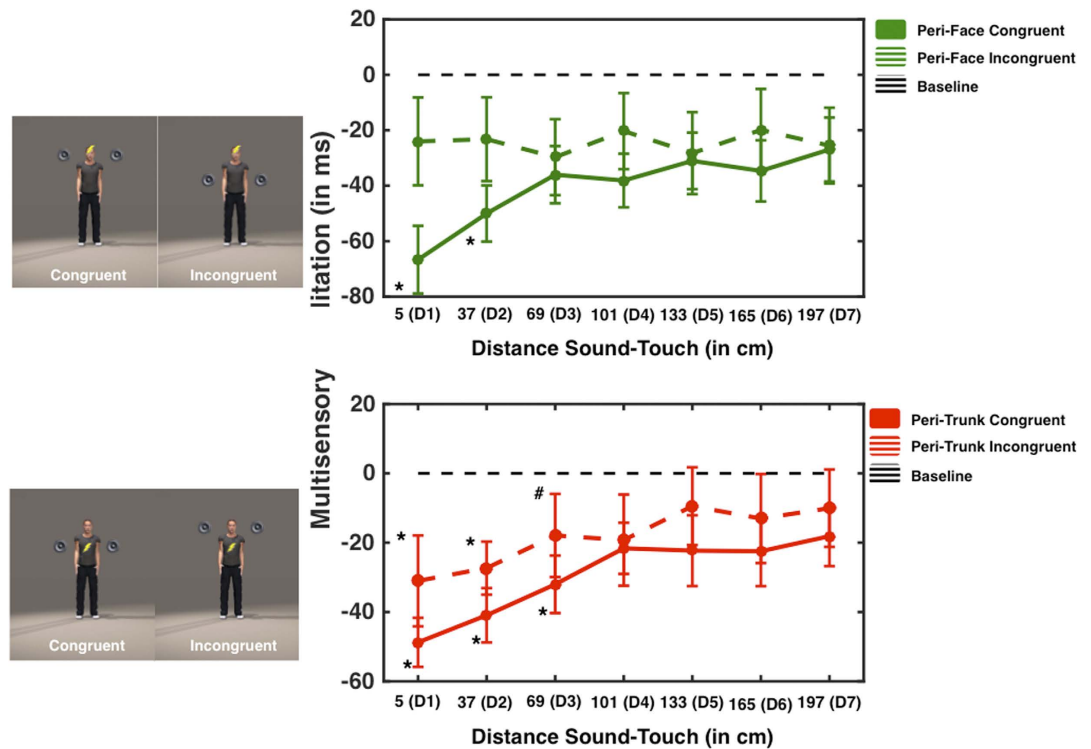 20
0
-20
-40
-60
-80
litation (in ms)
*
*
5 (D1) 37 (D2) 69 (D3) 101 (D4) 133 (D5) 165 (D6) 197 (D7)
Distance Sound-Touch (in cm)
Peri-Face Congruent
Peri-Face Incongruent
Baseline
Congruent
Incongruent
Multisensory
20
0
-20
-40
-60
*
*
#
*
*
*
5 (D1) 37 (D2) 69 (D3) 101 (D4) 133 (D5) 165 (D6) 197 (D7)
Distance Sound-Touch (in cm)
Peri-Trunk Congruent
Peri-Trunk Incongruent
Baseline
Congruent
Incongruent